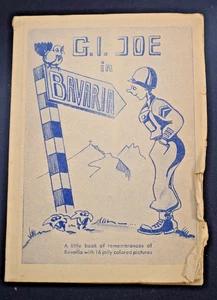 G.I. JOE
in
BAVARIA
A little book of remembrances of
Bavaria with 16 jolly colored pictures